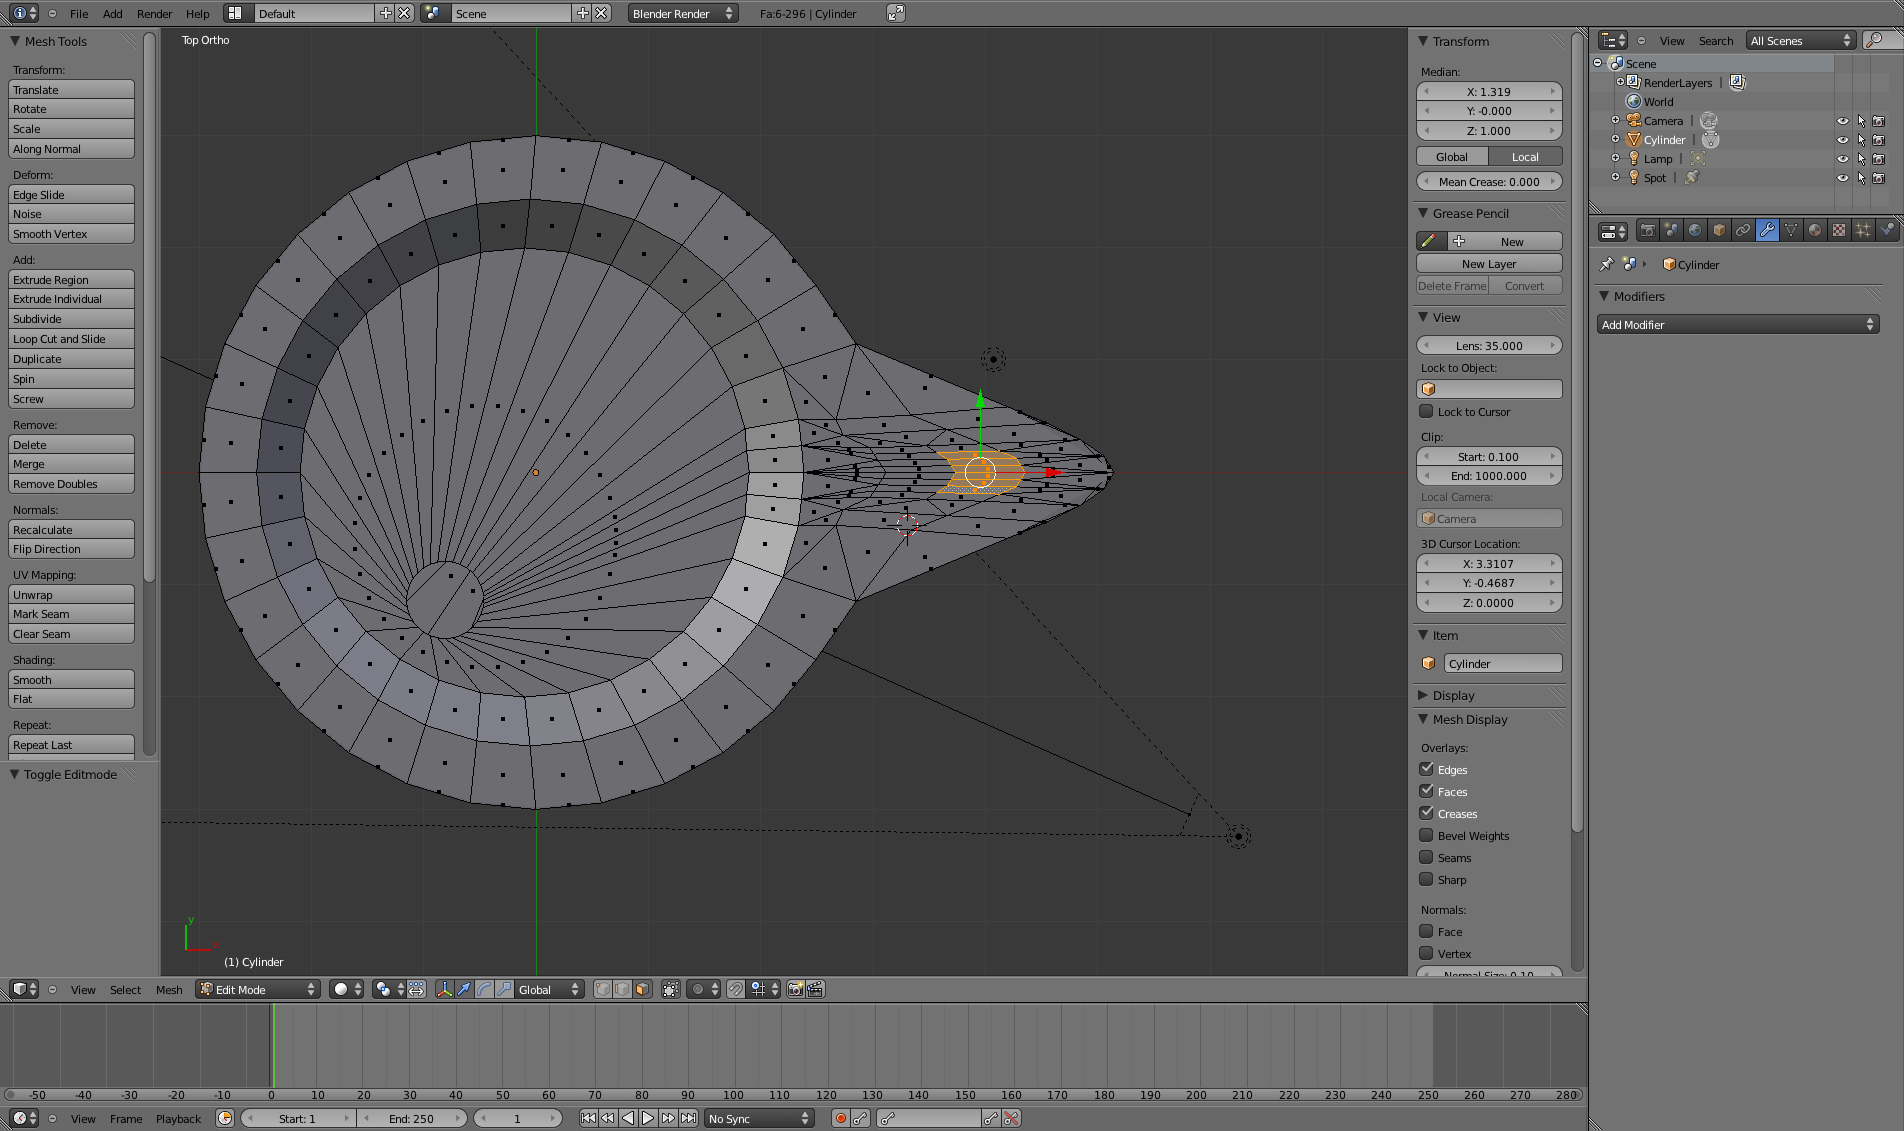 File Add Render Help Default Scene Blender Render Fa:6-296 | Cylinder
Mesh Tools
Transform:
Translate
Rotate
Scale
Along Normal
Deform:
Edge Slide
Noise
Smooth Vertex
Add:
Extrude Region
Extrude Individual
Subdivide
Loop Cut and Slide
Duplicate
Spin
Screw
Remove:
Delete
Merge
Remove Doubles
Normals:
Recalculate
Flip Direction
UV Mapping:
Unwrap
Mark Seam
Clear Seam
Shading:
Smooth
Flat
Repeat:
Repeat Last
Toggle Editmode
Top Ortho
y
x
(1) Cylinder
Transform
Median:
X: 1.319
Y: -0.000
Z: 1.000
Global Local
Mean Crease: 0.000
Grease Pencil
New
New Layer
Delete Frame Convert
View
Lens: 35.000
Lock to Object:
Lock to Cursor
Clip:
Start: 0.100
End: 1000.000
Local Camera:
Camera
3D Cursor Location:
X: 3.3107
Y: -0.4687
Z: 0.0000
Item
Cylinder
Display
Mesh Display
Overlays:
Edges
Faces
Creases
Bevel Weights
Seams
Sharp
Normals:
Face
Vertex
Normal Size: 0.10
View Search All Scenes
Scene
RenderLayers |
World
Camera |
Cylinder |
Lamp |
Spot |
Cylinder
Modifiers
Add Modifier
View Select Mesh Edit Mode Global
-50 -40 -30 -20 -10 0 10 20 30 40 50 60 70 80 90 100 110 120 130 140 150 160 170 180 190 200 210 220 230 240 250 260 270 280
View Frame Playback Start: 1 End: 250 1 No Sync